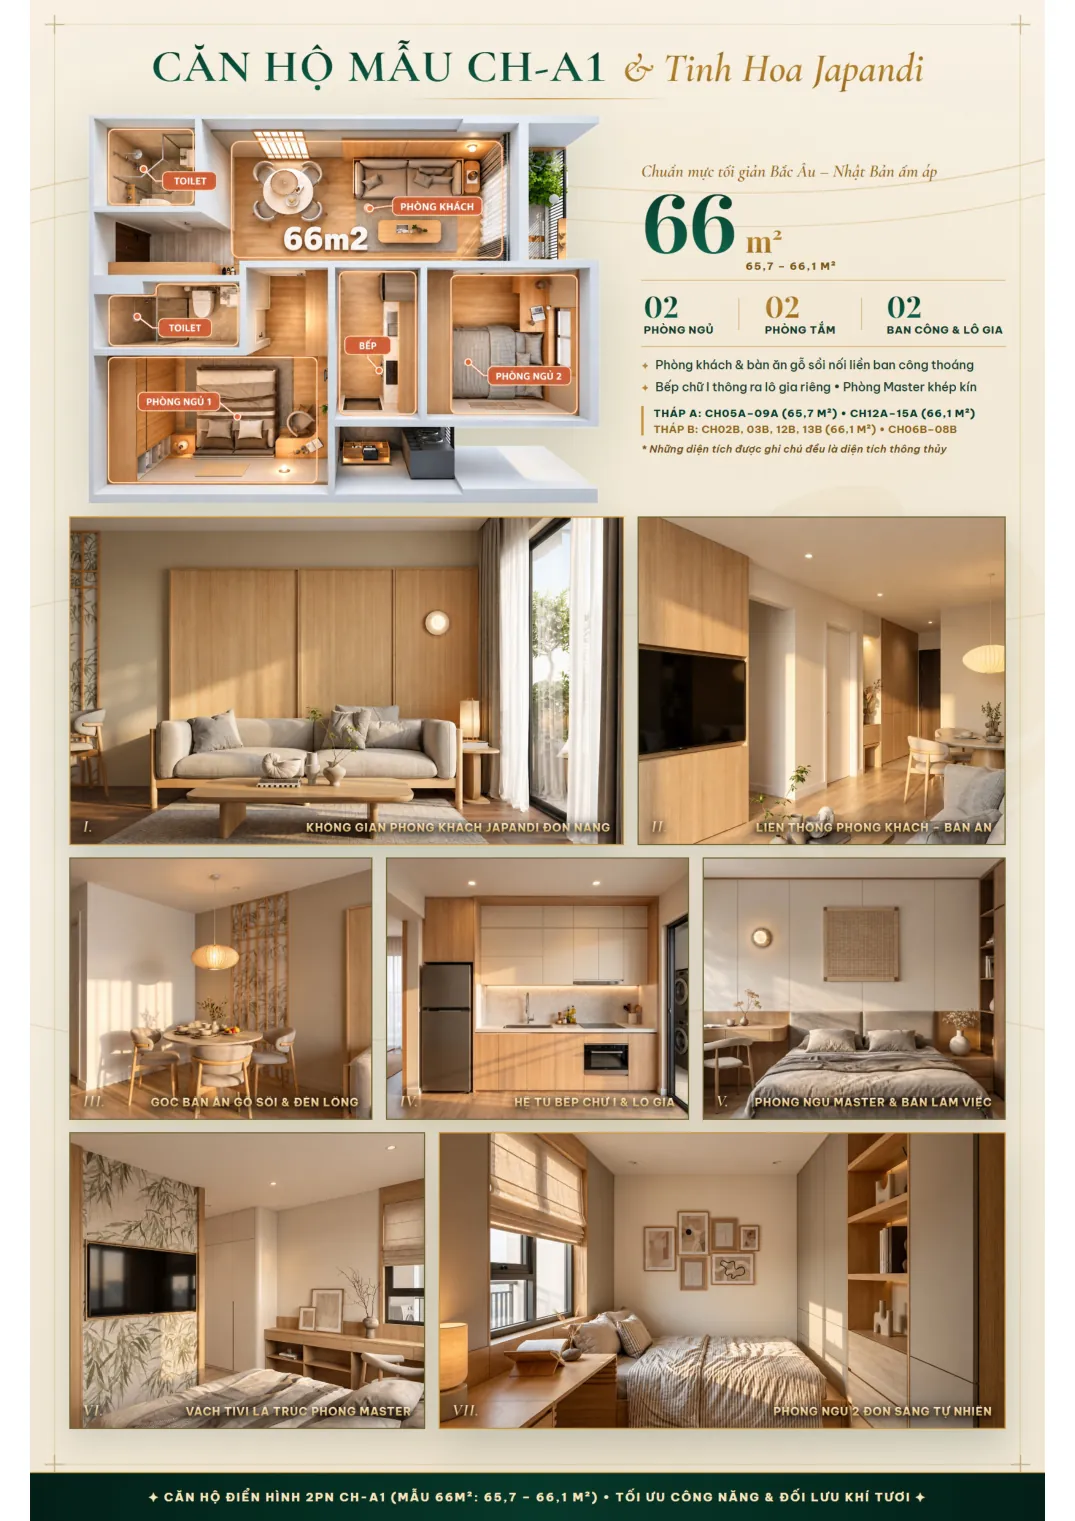 CĂN HỘ MẪU CH-A1 & Tinh Hoa Japandi
TOILET
PHÒNG KHÁCH
66m2
TOILET
BẾP
PHÒNG NGỦ 2
PHÒNG NGỦ 1
Chuẩn mực tối giản Bắc Âu – Nhật Bản ấm áp
66 m²
65,7 – 66,1 M²
02 PHÒNG NGỦ
02 PHÒNG TẮM
02 BAN CÔNG & LÔ GIA
+ Phòng khách & bàn ăn gỗ sồi nối liền ban công thoáng
+ Bếp chữ I thông ra lô gia riêng • Phòng Master khép kín
THÁP A: CH05A–09A (65,7 M²) • CH12A–15A (66,1 M²)
THÁP B: CH02B, 03B, 12B, 13B (66,1 M²) • CH06B–08B
* Những diện tích được ghi chú đều là diện tích thông thủy
I. KHÔNG GIAN PHÒNG KHÁCH JAPANDI ĐÓN NẮNG
II. LIÊN THÔNG PHÒNG KHÁCH – BÀN ĂN
III. GÓC BÀN ĂN GỖ SỒI & ĐÈN LỒNG
IV. HỆ TỦ BẾP CHỮ I & LÔ GIA
V. PHÒNG NGỦ MASTER & BÀN LÀM VIỆC
VI. VÁCH TIVI LÁ TRÚC PHÒNG MASTER
VII. PHÒNG NGỦ 2 ĐÓN SÁNG TỰ NHIÊN
✦ CĂN HỘ ĐIỂN HÌNH 2PN CH-A1 (MẪU 66M²: 65,7 – 66,1 M²) • TỐI ƯU CÔNG NĂNG & ĐỐI LƯU KHÍ TƯƠI ✦